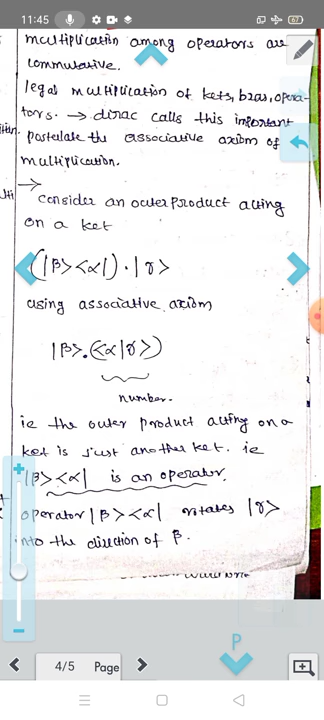 11:45
67
multiplication among operators are
commutative.
legal multiplication of kets, bras, opera-
tors. → dirac calls this important
postulate the associative axiom of
multiplication.
→
Consider an outer product acting
on a ket
(|β><α|) · |γ>
using associative axiom
|β>.(<α|γ>)
number.
ie the outer product acting on a
ket is just another ket. ie
|β><α| is an operator.
operator |β><α| rotates |γ>
into the direction of β.
4/5 Page
P